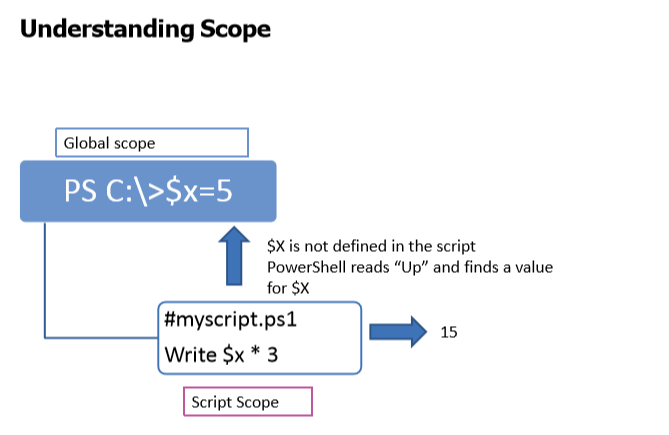 Understanding Scope
Global scope
PS C:\>$x=5
$X is not defined in the script
PowerShell reads “Up” and finds a value
for $X
#myscript.ps1
Write $x * 3
15
Script Scope